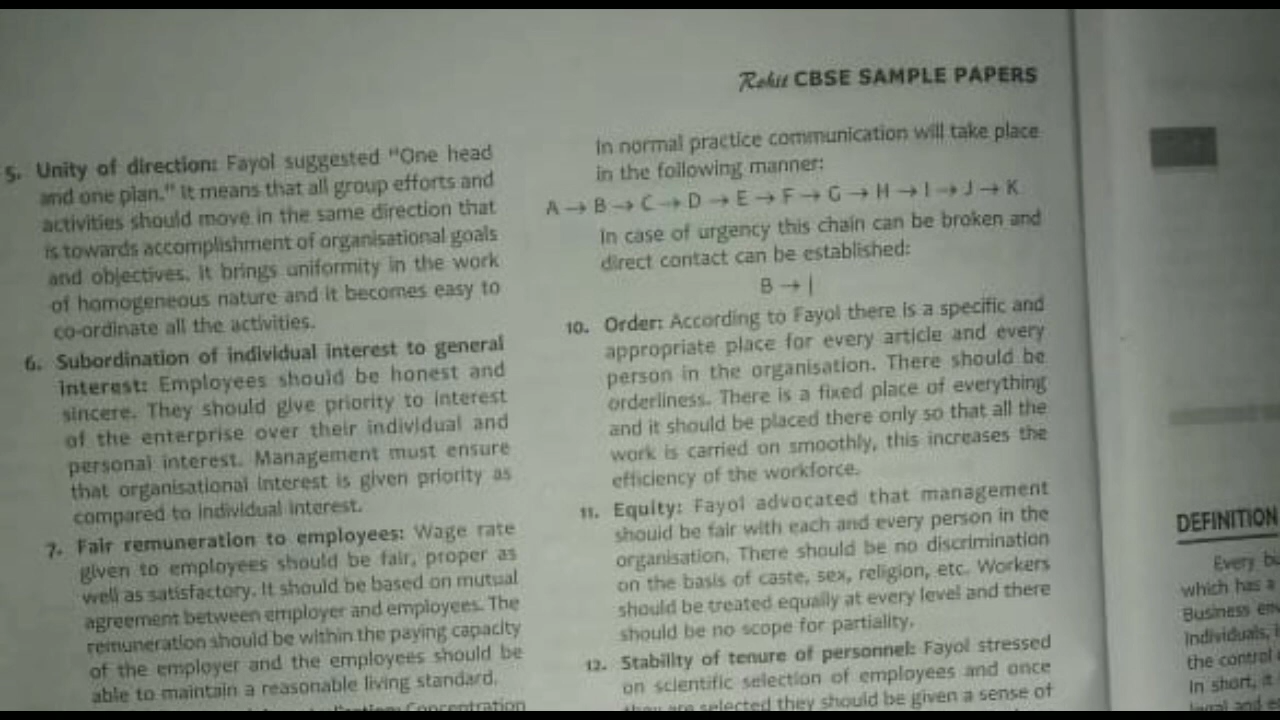 Rohit CBSE SAMPLE PAPERS
5. Unity of direction: Fayol suggested "One head
and one plan." It means that all group efforts and
activities should move in the same direction that
is towards accomplishment of organisational goals
and objectives. It brings uniformity in the work
of homogeneous nature and it becomes easy to
co-ordinate all the activities.
6. Subordination of individual interest to general
interest: Employees should be honest and
sincere. They should give priority to interest
of the enterprise over their individual and
personal interest. Management must ensure
that organisational interest is given priority as
compared to individual interest.
7. Fair remuneration to employees: Wage rate
given to employees should be fair, proper as
well as satisfactory. It should be based on mutual
agreement between employer and employees. The
remuneration should be within the paying capacity
of the employer and the employees should be
able to maintain a reasonable living standard.
Concentration
In normal practice communication will take place
in the following manner:
A → B → C → D → E → F → G → H → I → J → K
In case of urgency this chain can be broken and
direct contact can be established:
B → I
10. Order: According to Fayol there is a specific and
appropriate place for every article and every
person in the organisation. There should be
orderliness. There is a fixed place of everything
and it should be placed there only so that all the
work is carried on smoothly, this increases the
efficiency of the workforce.
11. Equity: Fayol advocated that management
should be fair with each and every person in the
organisation. There should be no discrimination
on the basis of caste, sex, religion, etc. Workers
should be treated equally at every level and there
should be no scope for partiality.
12. Stability of tenure of personnel: Fayol stressed
on scientific selection of employees and once
they are selected they should be given a sense of
DEFINITION
Every
which has a
Business
individuals,
the control
In short, it
legal and